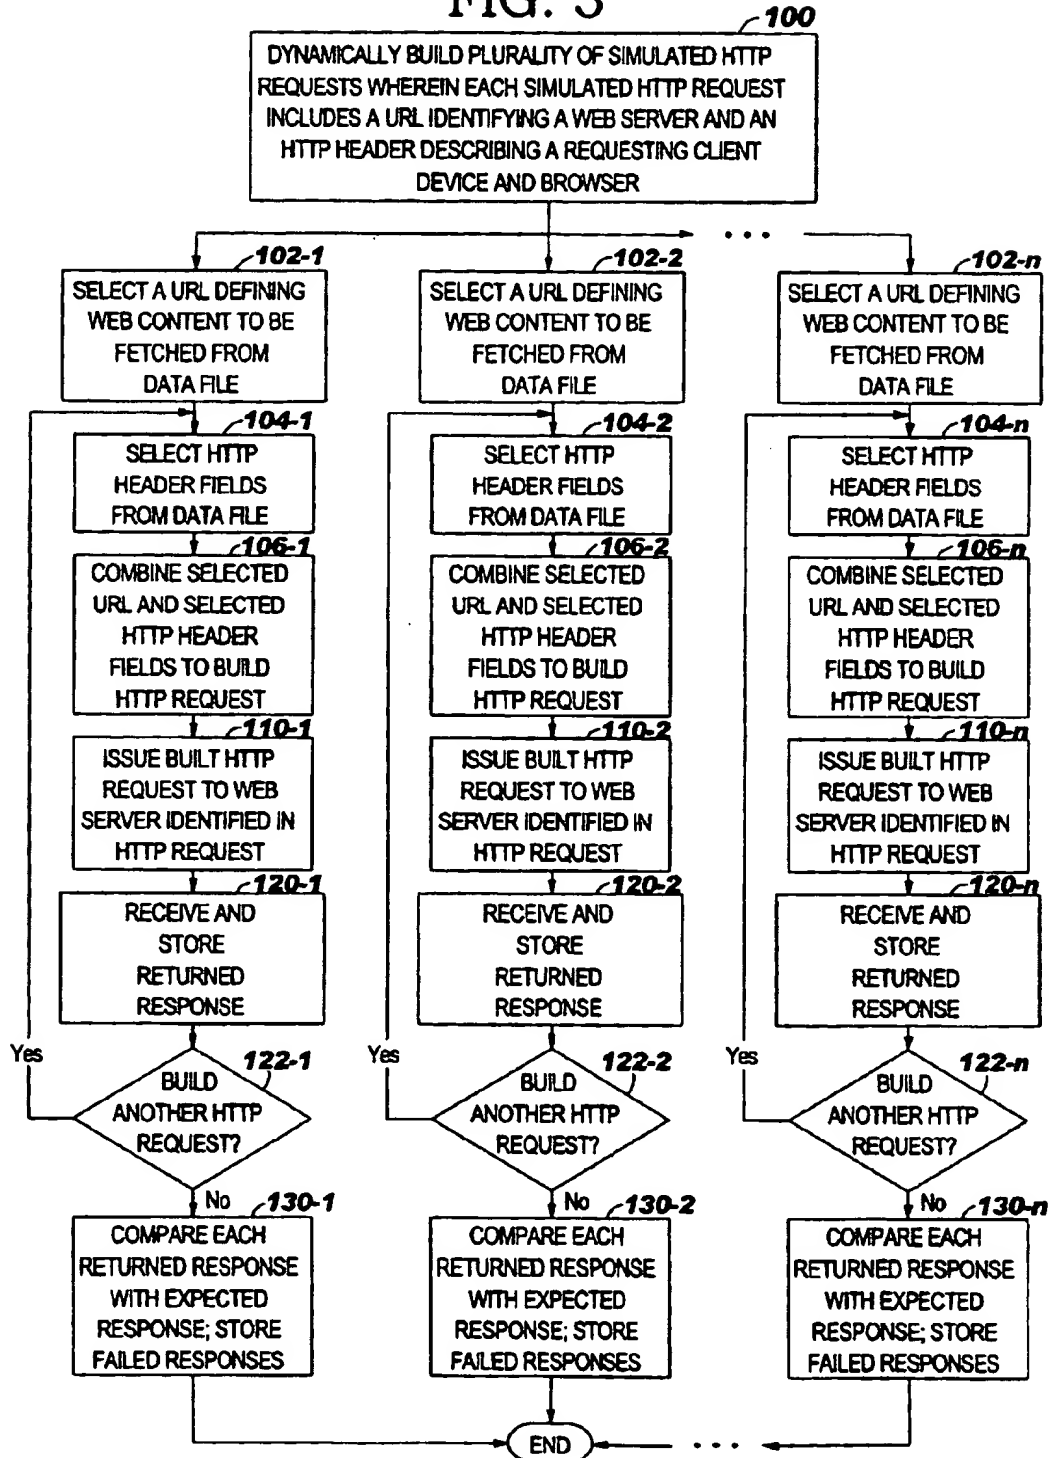 FIG. 3
100
DYNAMICALLY BUILD PLURALITY OF SIMULATED HTTP
REQUESTS WHEREIN EACH SIMULATED HTTP REQUEST
INCLUDES A URL IDENTIFYING A WEB SERVER AND AN
HTTP HEADER DESCRIBING A REQUESTING CLIENT
DEVICE AND BROWSER
102-1
SELECT A URL DEFINING
WEB CONTENT TO BE
FETCHED FROM
DATA FILE
104-1
SELECT HTTP
HEADER FIELDS
FROM DATA FILE
106-1
COMBINE SELECTED
URL AND SELECTED
HTTP HEADER
FIELDS TO BUILD
HTTP REQUEST
110-1
ISSUE BUILT HTTP
REQUEST TO WEB
SERVER IDENTIFIED IN
HTTP REQUEST
120-1
RECEIVE AND
STORE
RETURNED
RESPONSE
Yes
122-1
BUILD
ANOTHER HTTP
REQUEST?
No
130-1
COMPARE EACH
RETURNED RESPONSE
WITH EXPECTED
RESPONSE; STORE
FAILED RESPONSES
102-2
SELECT A URL DEFINING
WEB CONTENT TO BE
FETCHED FROM
DATA FILE
104-2
SELECT HTTP
HEADER FIELDS
FROM DATA FILE
106-2
COMBINE SELECTED
URL AND SELECTED
HTTP HEADER
FIELDS TO BUILD
HTTP REQUEST
110-2
ISSUE BUILT HTTP
REQUEST TO WEB
SERVER IDENTIFIED IN
HTTP REQUEST
120-2
RECEIVE AND
STORE
RETURNED
RESPONSE
Yes
122-2
BUILD
ANOTHER HTTP
REQUEST?
No
130-2
COMPARE EACH
RETURNED RESPONSE
WITH EXPECTED
RESPONSE; STORE
FAILED RESPONSES
102-n
SELECT A URL DEFINING
WEB CONTENT TO BE
FETCHED FROM
DATA FILE
104-n
SELECT HTTP
HEADER FIELDS
FROM DATA FILE
106-n
COMBINE SELECTED
URL AND SELECTED
HTTP HEADER
FIELDS TO BUILD
HTTP REQUEST
110-n
ISSUE BUILT HTTP
REQUEST TO WEB
SERVER IDENTIFIED IN
HTTP REQUEST
120-n
RECEIVE AND
STORE
RETURNED
RESPONSE
Yes
122-n
BUILD
ANOTHER HTTP
REQUEST?
No
130-n
COMPARE EACH
RETURNED RESPONSE
WITH EXPECTED
RESPONSE; STORE
FAILED RESPONSES
END